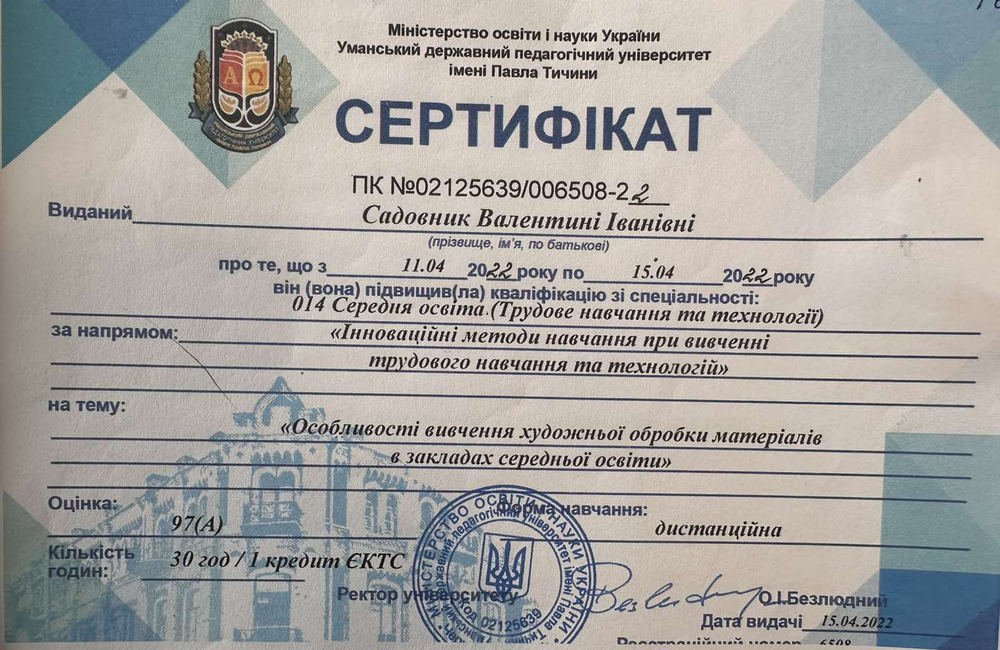 Міністерство освіти і науки України
Уманський державний педагогічний університет
імені Павла Тичини
А Ω
ПЕДАГОГІЧНИЙ УНІВЕРСИТЕТ
СЕРТИФІКАТ
ПК №02125639/006508-22
Виданий Садовник Валентині Іванівні
(прізвище, ім’я, по батькові)
про те, що з 11.04 2022 року по 15.04 2022 року
він (вона) підвищив(ла) кваліфікацію зі спеціальності:
014 Середня освіта.(Трудове навчання та технології)
за напрямом: «Інноваційні методи навчання при вивченні
трудового навчання та технологій»
на тему:
«Особливості вивчення художньої обробки матеріалів
в закладах середньої освіти»
Оцінка: 97(А)
Форма навчання: дистанційна
Кількість
годин: 30 год / 1 кредит ЄКТС
МІНІСТЕРСТВО ОСВІТИ І НАУКИ УКРАЇНИ
державний педагогічний університет імені Павла
Код 02125639
Ректор університету О.І.Безлюдний
Дата видачі 15.04.2022
Реєстраційний номер 6508